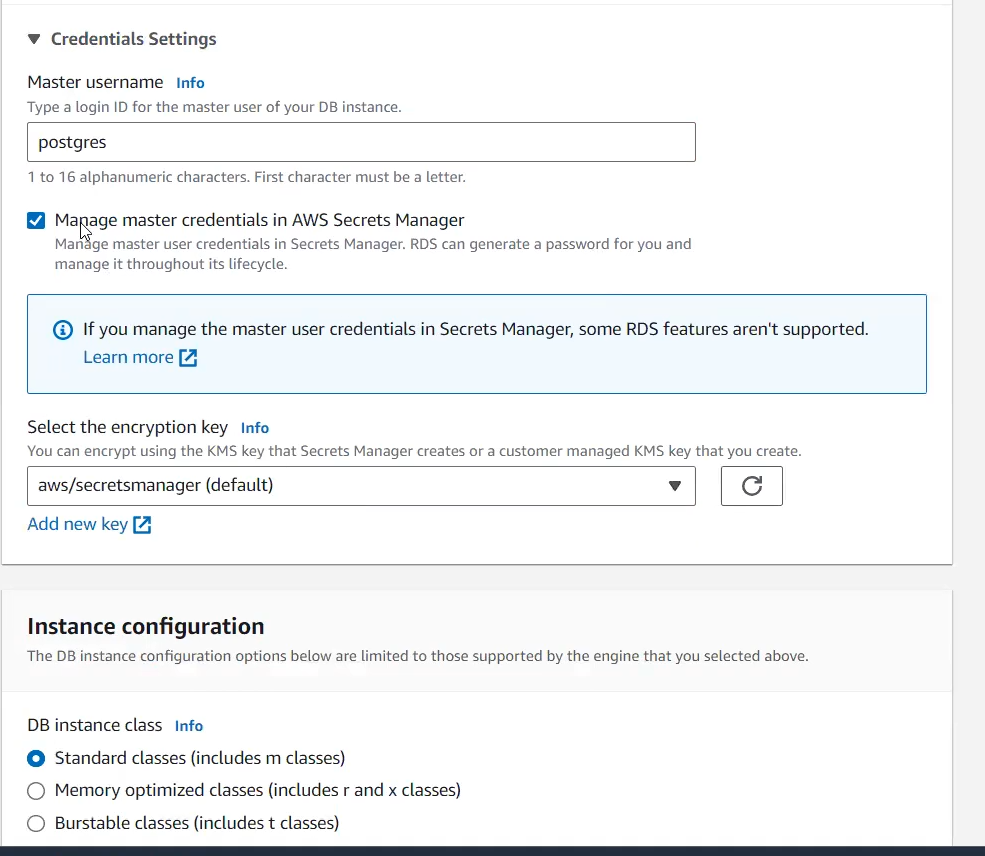 Credentials Settings
Master username Info
Type a login ID for the master user of your DB instance.
postgres
1 to 16 alphanumeric characters. First character must be a letter.
Manage master credentials in AWS Secrets Manager
Manage master user credentials in Secrets Manager. RDS can generate a password for you and
manage it throughout its lifecycle.
If you manage the master user credentials in Secrets Manager, some RDS features aren't supported.
Learn more
Select the encryption key Info
You can encrypt using the KMS key that Secrets Manager creates or a customer managed KMS key that you create.
aws/secretsmanager (default)
Add new key
Instance configuration
The DB instance configuration options below are limited to those supported by the engine that you selected above.
DB instance class Info
Standard classes (includes m classes)
Memory optimized classes (includes r and x classes)
Burstable classes (includes t classes)